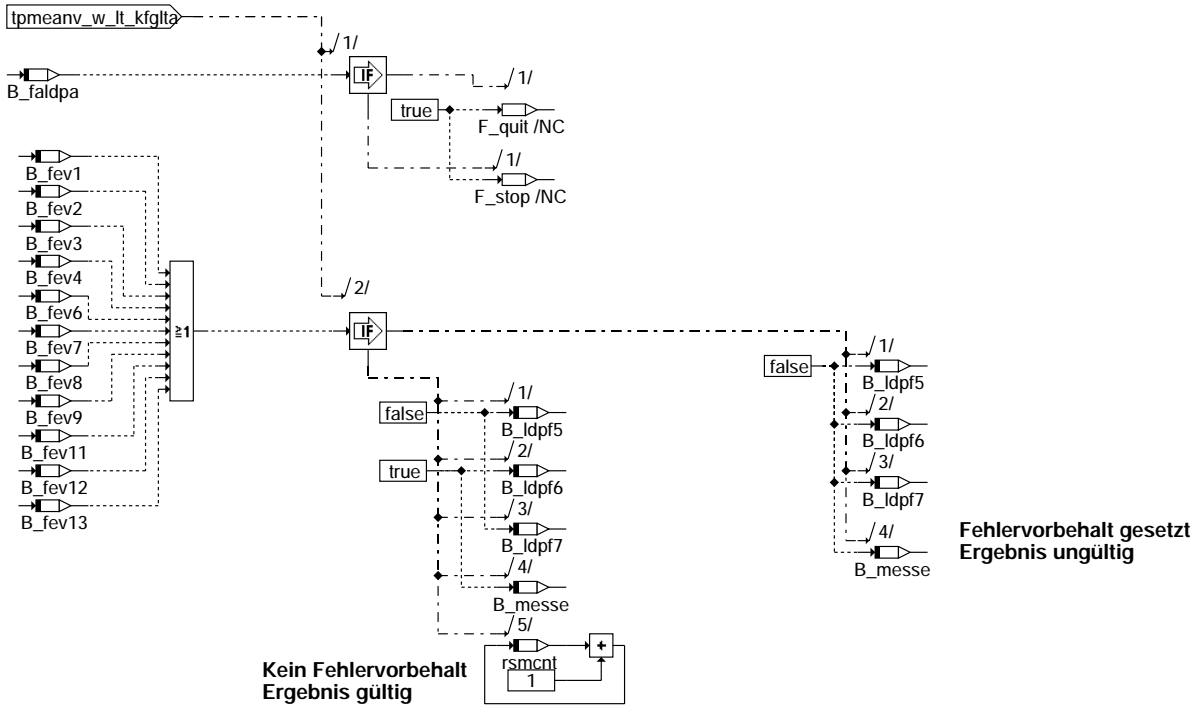 tpmeanv_w_lt_kfglta
1/
IF
1/
B_faldpa
true
F_quit /NC
1/
F_stop /NC
B_fev1
B_fev2
B_fev3
B_fev4
B_fev6
B_fev7
B_fev8
B_fev9
B_fev11
B_fev12
B_fev13
≥1
2/
IF
false
1/
B_ldpf5
true
2/
B_ldpf6
3/
B_ldpf7
4/
B_messe
5/
rsmcnt
+
1
Kein Fehlervorbehalt
Ergebnis gültig
false
1/
B_ldpf5
2/
B_ldpf6
3/
B_ldpf7
4/
B_messe
Fehlervorbehalt gesetzt
Ergebnis ungültig